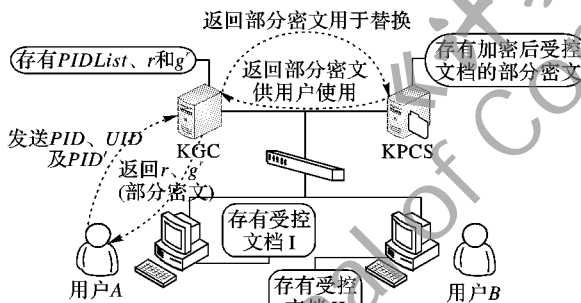 返回部分密文用于替换
存有PIDList、r和g'
返回部分密文
供用户使用
存有加密后受控
文档的部分密文
发送PID、UID
及PID'
KGC
KPCS
返回r、g'
(部分密文)
存有受控
文档 I
用户A
存有受控
用户B
al of Co